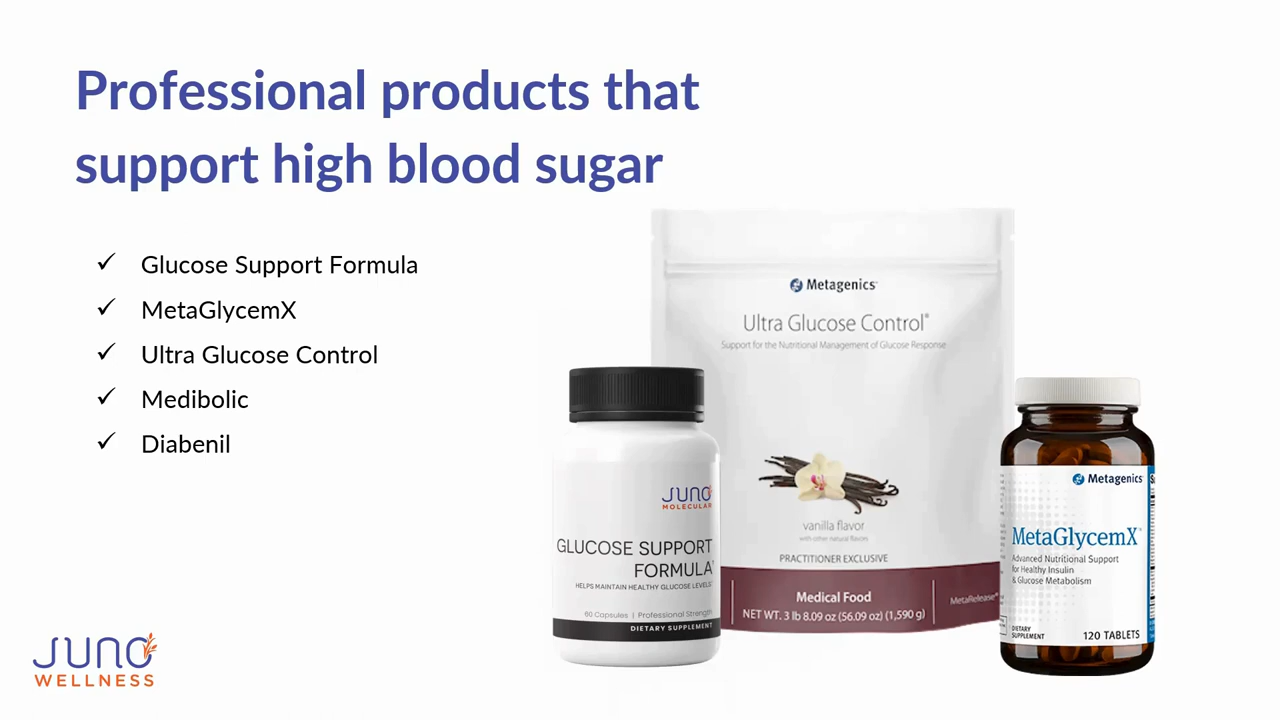 Professional products that
support high blood sugar
✓ Glucose Support Formula
✓ MetaGlycemX
✓ Ultra Glucose Control
✓ Medibolic
✓ Diabenil
Metagenics
Ultra Glucose Control®
Support for the Nutritional Management of Glucose Response
vanilla flavor
with other natural flavors
PRACTITIONER EXCLUSIVE
Medical Food
NET WT. 3 lb 8.09 oz (56.09 oz) (1,590 g)
MetaRelease®
JUNO
MOLECULAR
GLUCOSE SUPPORT
FORMULA
HELPS MAINTAIN HEALTHY GLUCOSE LEVELS
60 Capsules | Professional Strength
DIETARY SUPPLEMENT
Metagenics
MetaGlycemX®
Advanced Nutritional Support
for Healthy Insulin
& Glucose Metabolism
DIETARY
SUPPLEMENT
120 TABLETS
JUNO
WELLNESS